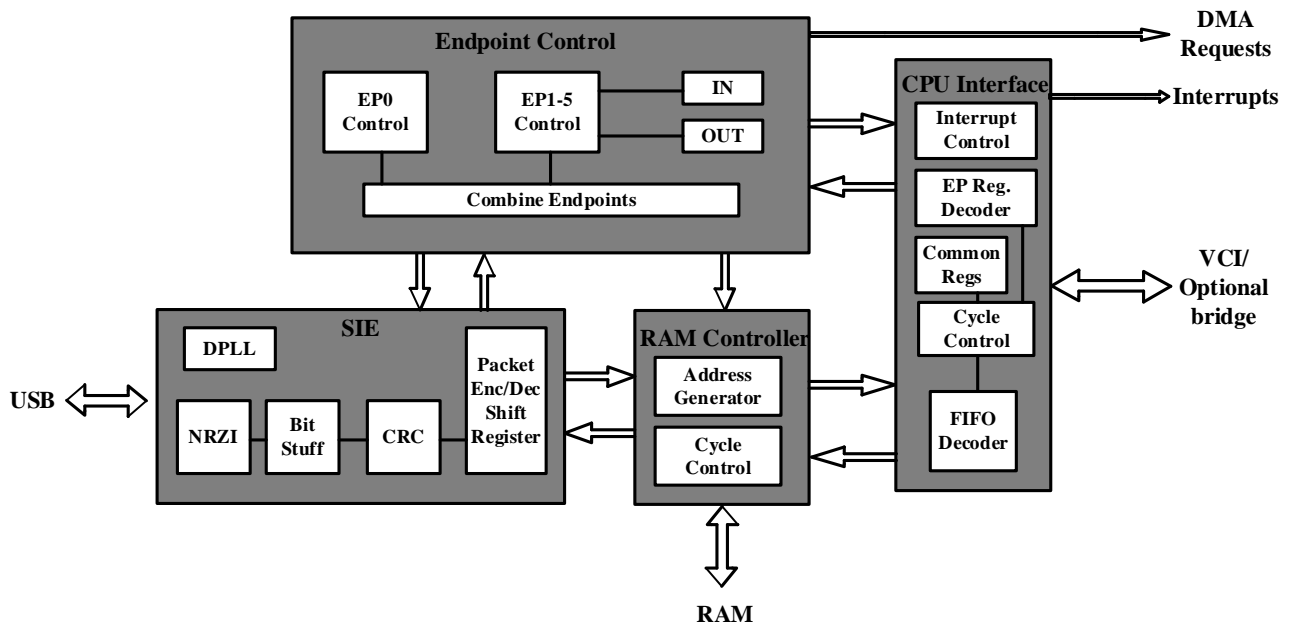 DMA
Requests
Endpoint Control
EP0
Control
EP1-5
Control
IN
OUT
Combine Endpoints
CPU Interface
Interrupts
Interrupt
Control
EP Reg.
Decoder
Common
Regs
Cycle
Control
FIFO
Decoder
VCI/
Optional
bridge
SIE
DPLL
NRZI
Bit
Stuff
CRC
Packet
Enc/Dec
Shift
Register
USB
RAM Controller
Address
Generator
Cycle
Control
RAM